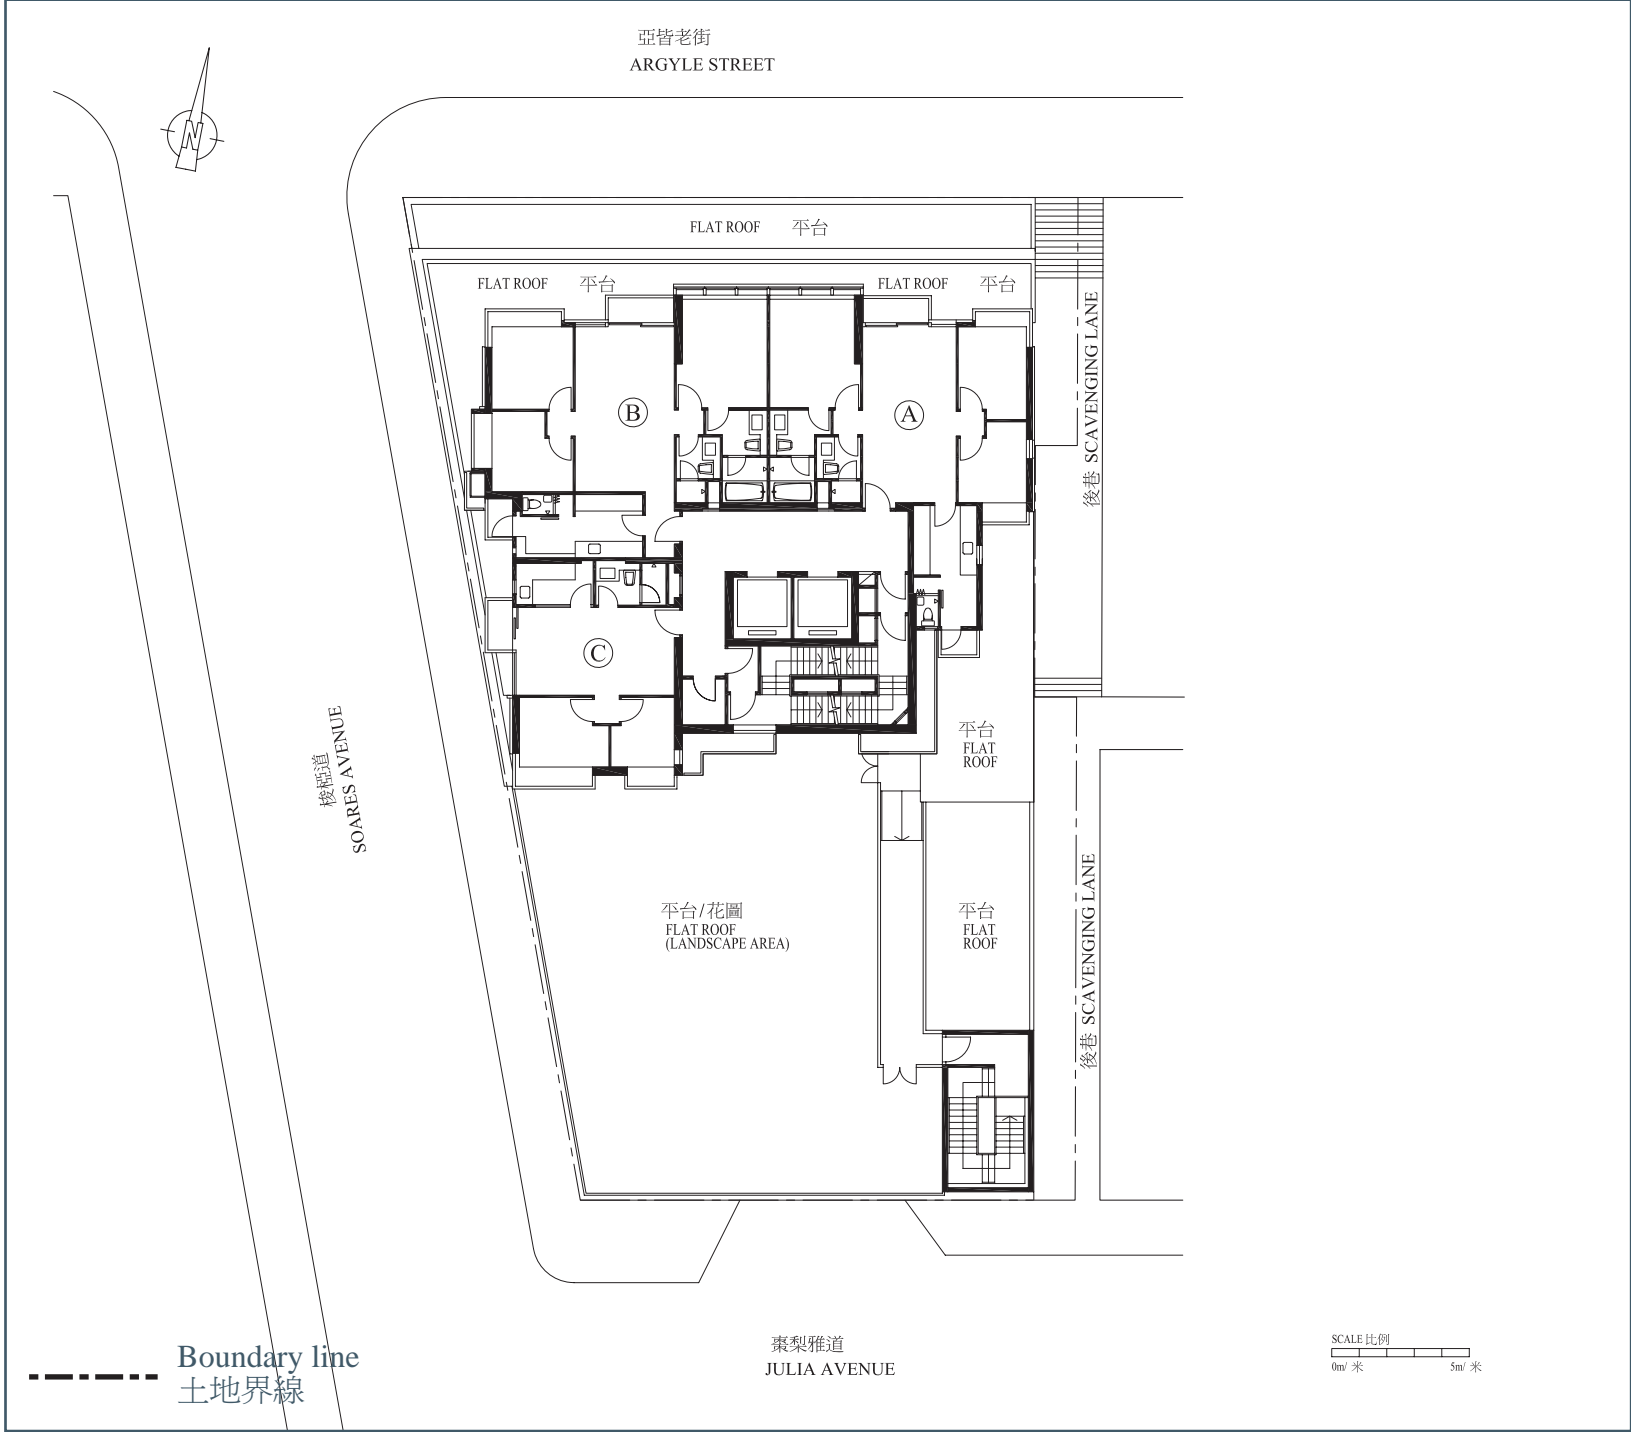 亞皆老街
ARGYLE STREET
N
FLAT ROOF 平台
FLAT ROOF 平台
FLAT ROOF 平台
後巷 SCAVENGING LANE
B
A
C
梭椏道
SOARES AVENUE
平台
FLAT
ROOF
平台/花圃
FLAT ROOF
(LANDSCAPE AREA)
平台
FLAT
ROOF
後巷 SCAVENGING LANE
棗梨雅道
JULIA AVENUE
Boundary line
土地界線
SCALE 比例
0m/ 米 5m/ 米